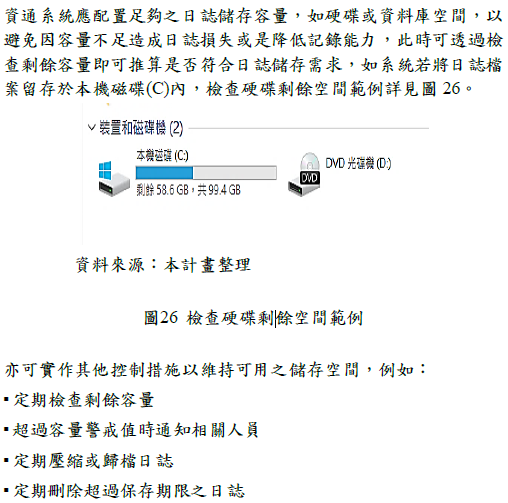 資通系統應配置足夠之日誌儲存容量，如硬碟或資料庫空間，以
避免因容量不足造成日誌損失或是降低記錄能力，此時可透過檢
查剩餘容量即可推算是否符合日誌儲存需求，如系統若將日誌檔
案留存於本機磁碟(C)內，檢查硬碟剩餘空間範例詳見圖 26。
裝置和磁碟機 (2)
本機磁碟 (C:)
剩餘 58.6 GB，共 99.4 GB
DVD 光碟機 (D:)
DVD
資料來源：本計畫整理
圖26 檢查硬碟剩餘空間範例
亦可實作其他控制措施以維持可用之儲存空間，例如：
▪定期檢查剩餘容量
▪超過容量警戒值時通知相關人員
▪定期壓縮或歸檔日誌
▪定期刪除超過保存期限之日誌